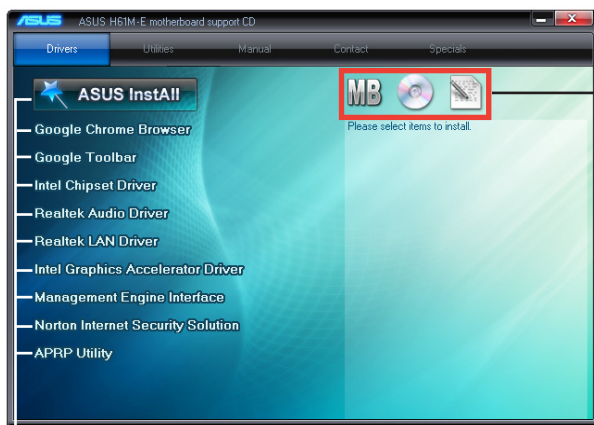 ASUS ASUS H61M-E motherboard support CD
Drivers Utilities Manual Contact Specials
ASUS InstAll
MB
Google Chrome Browser
Please select items to install.
Google Toolbar
Intel Chipset Driver
Realtek Audio Driver
Realtek LAN Driver
Intel Graphics Accelerator Driver
Management Engine Interface
Norton Internet Security Solution
APRP Utility